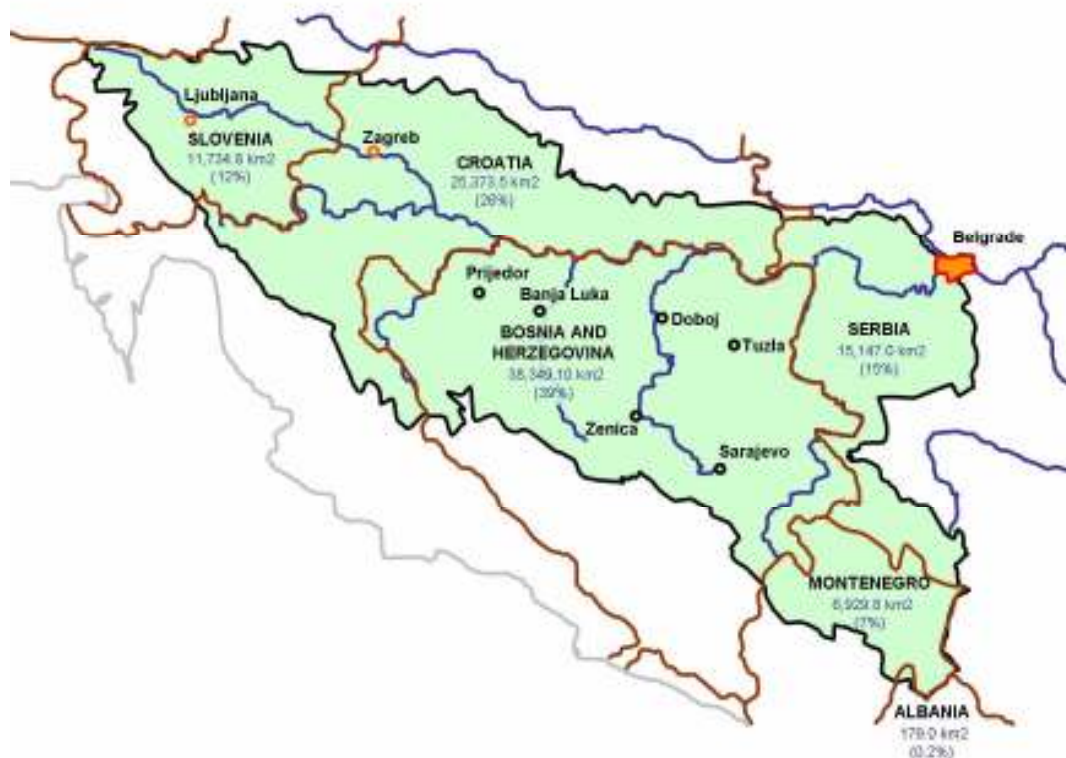 Ljubljana
SLOVENIA
11,734.8 km2
(12%)
Zagreb
CROATIA
25,373.5 km2
(26%)
Belgrade
Prijedor
Banja Luka
BOSNIA AND
HERZEGOVINA
38,349.10 km2
(39%)
Doboj
Tuzla
SERBIA
15,147.0 km2
(15%)
Zenica
Sarajevo
MONTENEGRO
6,929.8 km2
(7%)
ALBANIA
179.0 km2
(0.2%)